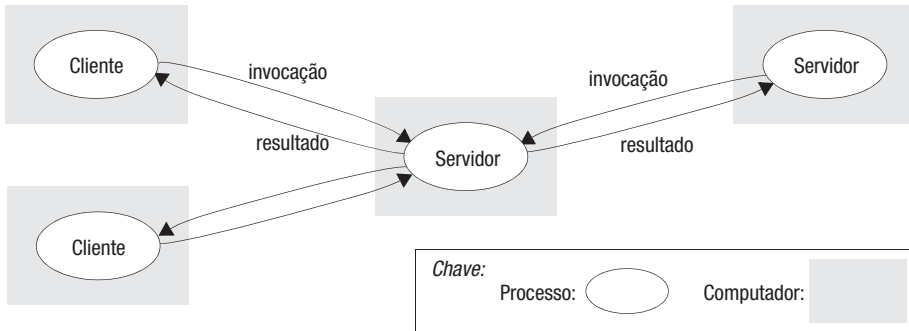 Cliente
invocação
resultado
Servidor
invocação
resultado
Servidor
Cliente
Chave:
Processo:
Computador: